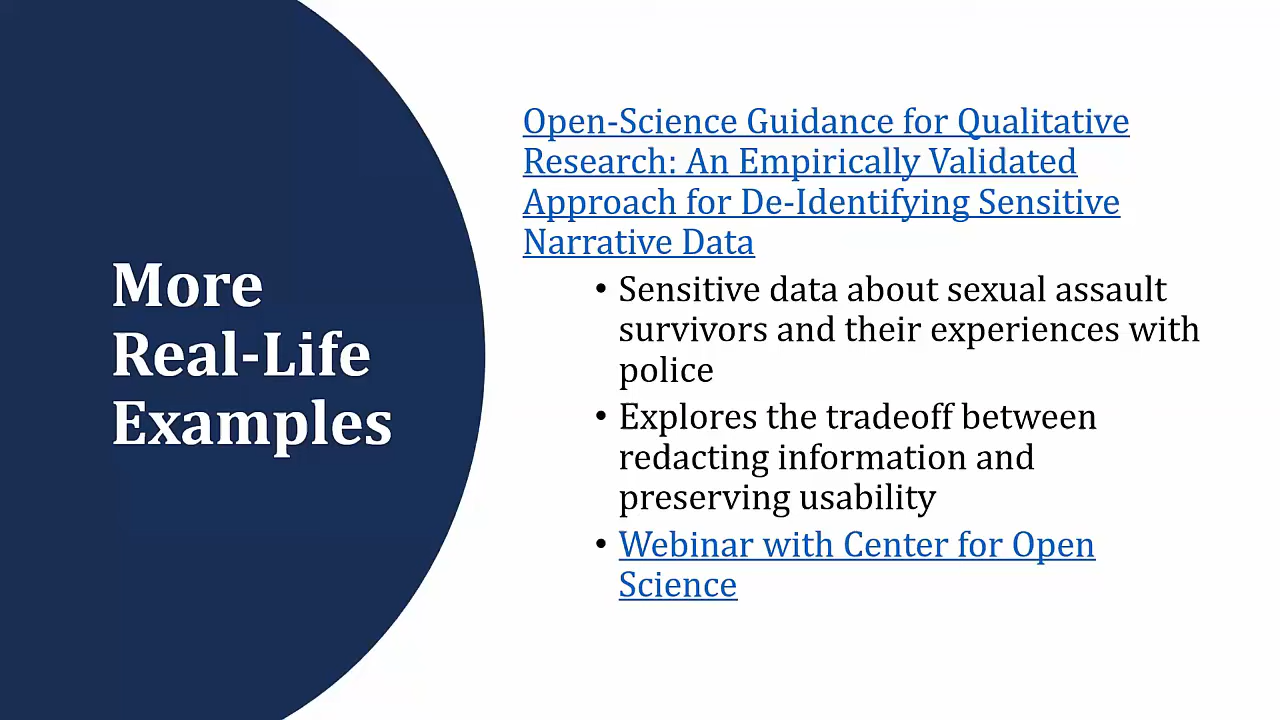 More
Real-Life
Examples
Open-Science Guidance for Qualitative
Research: An Empirically Validated
Approach for De-Identifying Sensitive
Narrative Data
• Sensitive data about sexual assault
survivors and their experiences with
police
• Explores the tradeoff between
redacting information and
preserving usability
• Webinar with Center for Open
Science